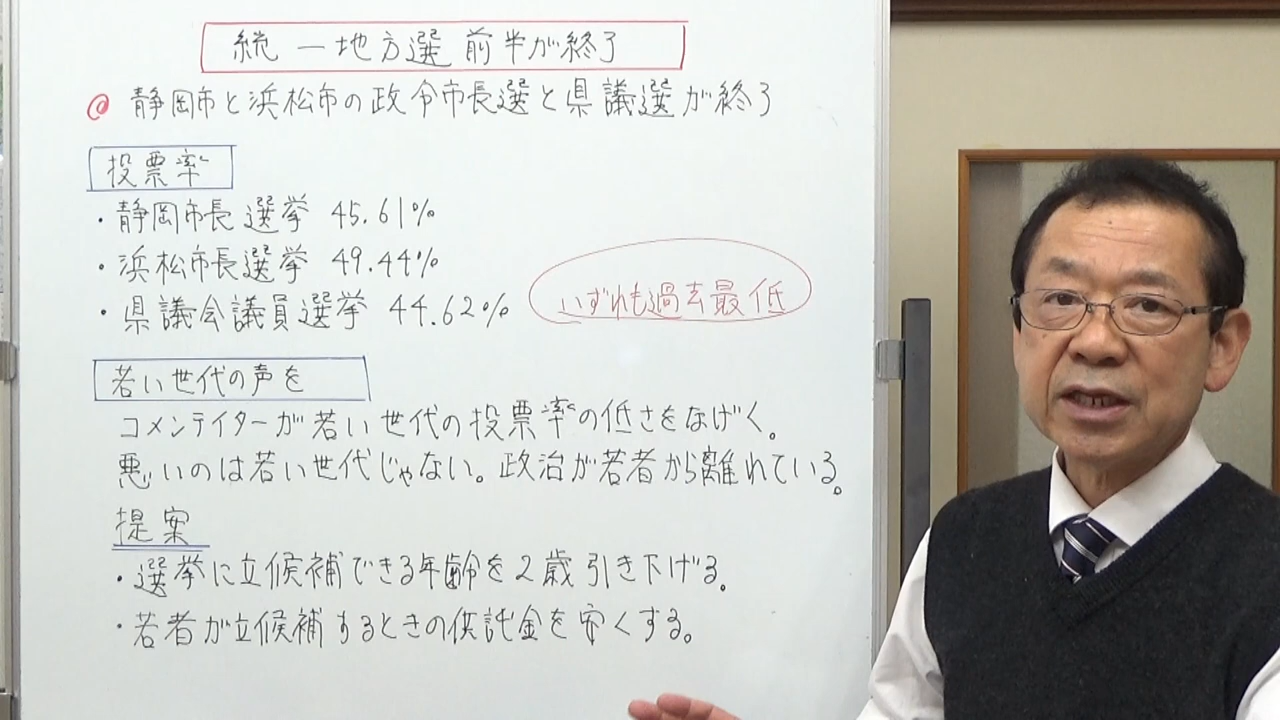 統一地方選前半が終了
@ 静岡市と浜松市の政令市長選と県議選が終了
投票率
・静岡市長選挙 45.61%
・浜松市長選挙 49.44%
・県議会議員選挙 44.62%
いずれも過去最低
若い世代の声を
コメンテイターが若い世代の投票率の低さをなげく。
悪いのは若い世代じゃない。政治が若者から離れている。
提案
・選挙に立候補できる年齢を2歳引き下げる。
・若者が立候補するときの供託金を安くする。